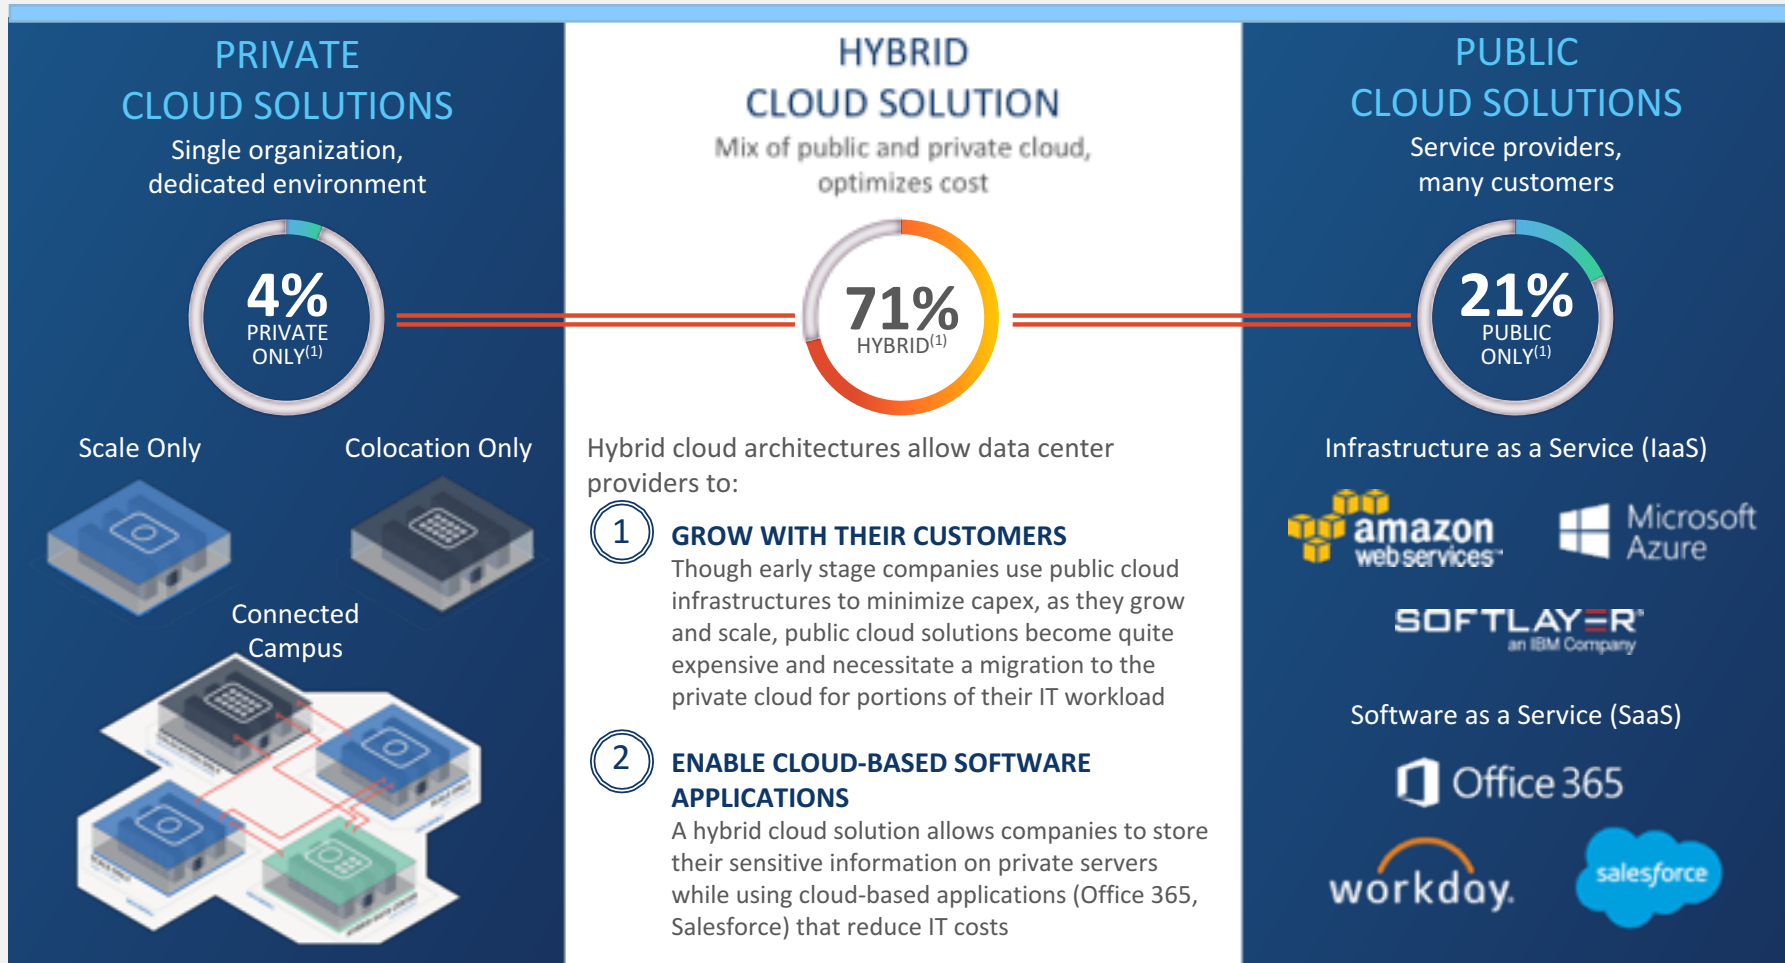 PRIVATE
CLOUD SOLUTIONS
Single organization,
dedicated environment
4%
PRIVATE
ONLY(1)
Scale Only
Colocation Only
Connected
Campus
HYBRID
CLOUD SOLUTION
Mix of public and private cloud,
optimizes cost
71%
HYBRID(1)
Hybrid cloud architectures allow data center
providers to:
1
GROW WITH THEIR CUSTOMERS
Though early stage companies use public cloud
infrastructures to minimize capex, as they grow
and scale, public cloud solutions become quite
expensive and necessitate a migration to the
private cloud for portions of their IT workload
2
ENABLE CLOUD-BASED SOFTWARE
APPLICATIONS
A hybrid cloud solution allows companies to store
their sensitive information on private servers
while using cloud-based applications (Office 365,
Salesforce) that reduce IT costs
PUBLIC
CLOUD SOLUTIONS
Service providers,
many customers
21%
PUBLIC
ONLY(1)
Infrastructure as a Service (IaaS)
amazon
webservices™
Microsoft
Azure
SOFTLAYER®
an IBM Company
Software as a Service (SaaS)
Office 365
workday.
salesforce